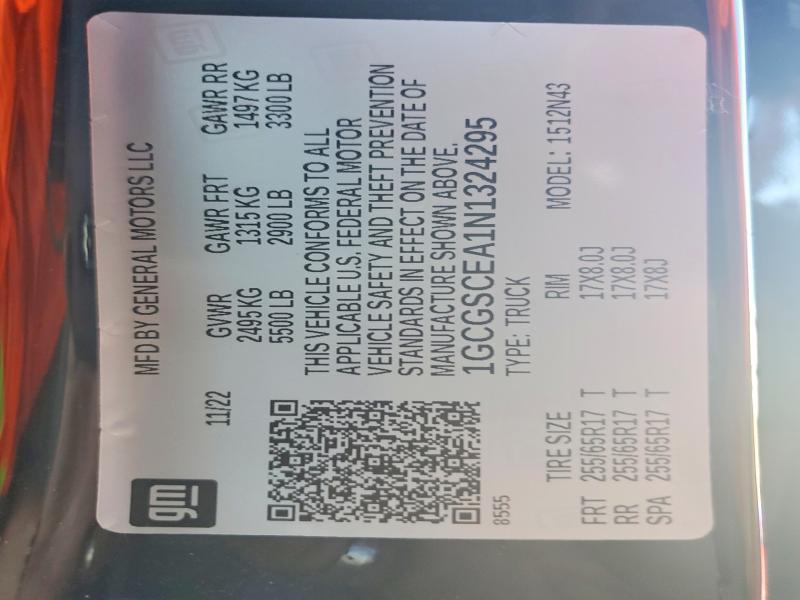 gm
MFD BY GENERAL MOTORS LLC
11/22 GVWR GAWR FRT GAWR RR
2495 KG 1315 KG 1497 KG
5500 LB 2900 LB 3300 LB
THIS VEHICLE CONFORMS TO ALL
APPLICABLE U.S. FEDERAL MOTOR
VEHICLE SAFETY AND THEFT PREVENTION
STANDARDS IN EFFECT ON THE DATE OF
MANUFACTURE SHOWN ABOVE.
1GCGSCEA1N1324295
8555 TYPE: TRUCK
TIRE SIZE RIM MODEL: 1512N43
FRT 255/65R17 T 17X8.0J
RR 255/65R17 T 17X8.0J
SPA 255/65R17 T 17X8J